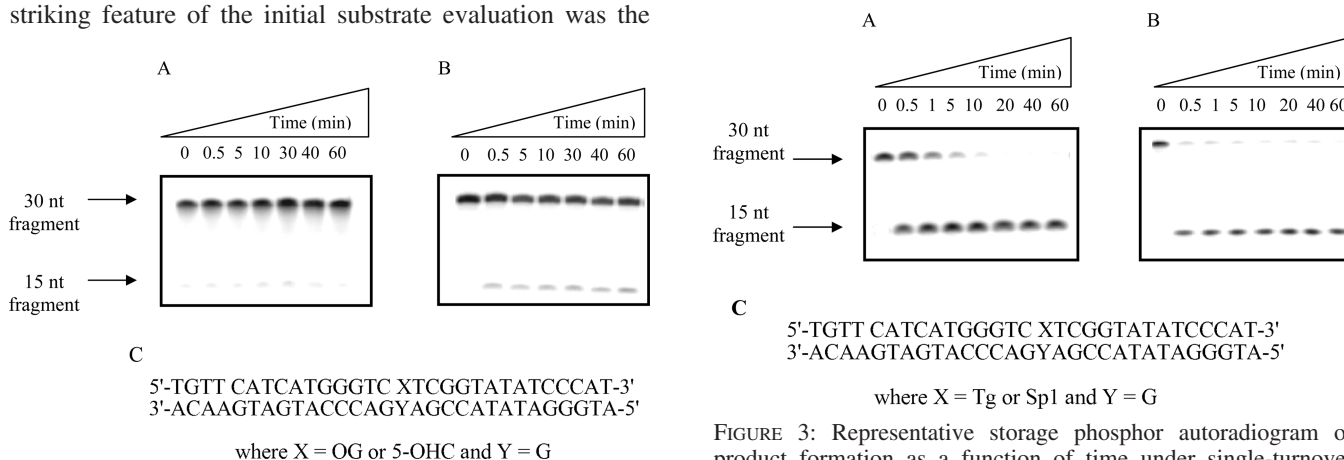 striking feature of the initial substrate evaluation was the
A
B
Time (min)
Time (min)
0 0.5 5 10 30 40 60
0 0.5 5 10 30 40 60
30 nt
fragment
15 nt
fragment
C
5'-TGTT CATCATGGGTC XTCGGTATATCCCAT-3'
3'-ACAAGTAGTACCCAGYAGCCATATAGGGTA-5'
where X = OG or 5-OHC and Y = G
A
B
Time (min)
Time (min)
0 0.5 1 5 10 20 40 60
0 0.5 1 5 10 20 40 60
30 nt
fragment
15 nt
fragment
C
5'-TGTT CATCATGGGTC XTCGGTATATCCCAT-3'
3'-ACAAGTAGTACCCAGYAGCCATATAGGGTA-5'
where X = Tg or Sp1 and Y = G
FIGURE 3: Representative storage phosphor autoradiogram o
product formation as a function of time under single-turnove